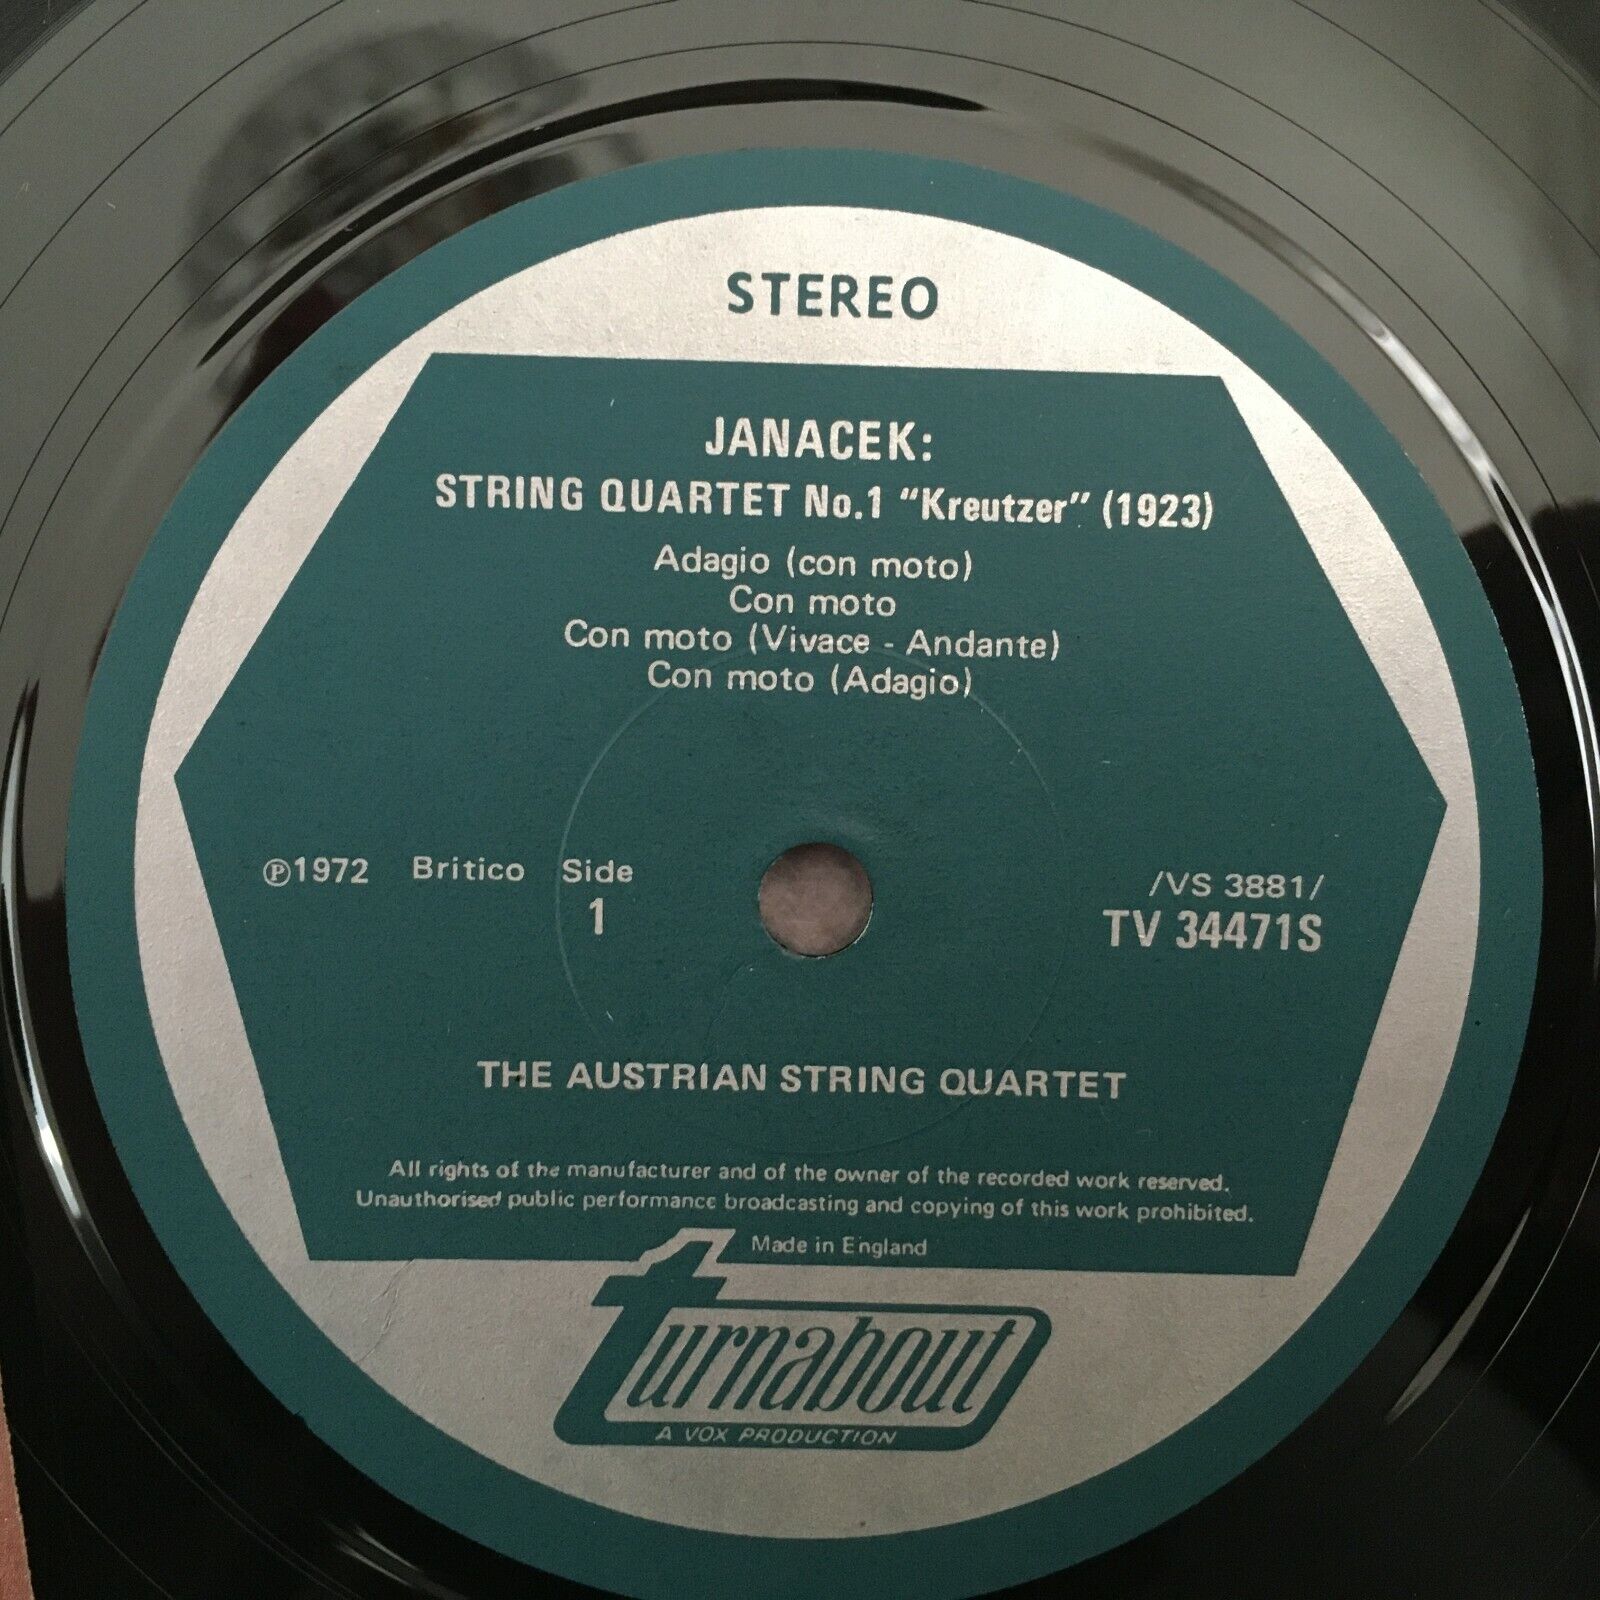 STEREO
JANACEK:
STRING QUARTET No.1 "Kreutzer" (1923)
Adagio (con moto)
Con moto
Con moto (Vivace - Andante)
Con moto (Adagio)
Ⓟ1972 Britico Side
1
/VS 3881/
TV 34471S
THE AUSTRIAN STRING QUARTET
All rights of the manufacturer and of the owner of the recorded work reserved.
Unauthorised public performance broadcasting and copying of this work prohibited.
Made in England
turnabout
A VOX PRODUCTION